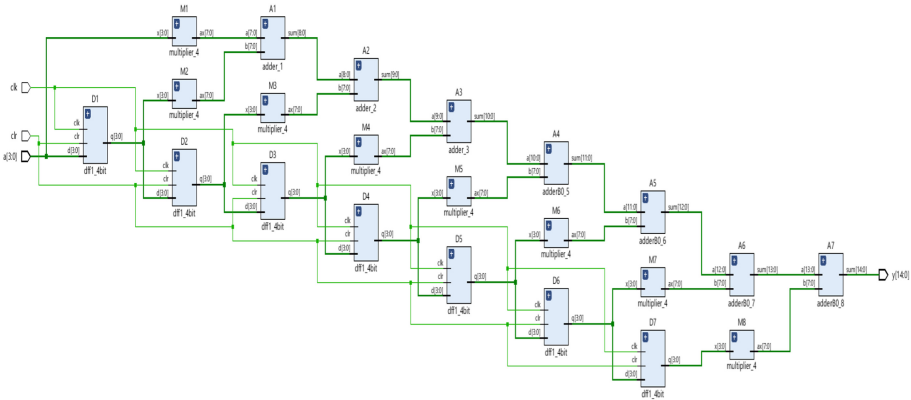 clk
clr
a[3:0]
D1
clk
clr
d[3:0]
q[3:0]
dff1_4bit
M1
x[3:0]
ax[7:0]
multiplier_4
M2
x[3:0]
ax[7:0]
multiplier_4
D2
clk
clr
d[3:0]
q[3:0]
dff1_4bit
A1
a[7:0]
b[7:0]
sum[8:0]
adder_1
M3
x[3:0]
ax[7:0]
multiplier_4
D3
clk
clr
d[3:0]
q[3:0]
dff1_4bit
A2
a[8:0]
b[7:0]
sum[9:0]
adder_2
M4
x[3:0]
ax[7:0]
multiplier_4
D4
clk
clr
d[3:0]
q[3:0]
dff1_4bit
A3
a[9:0]
b[7:0]
sum[10:0]
adder_3
M5
x[3:0]
ax[7:0]
multiplier_4
D5
clk
clr
d[3:0]
q[3:0]
dff1_4bit
A4
a[10:0]
b[7:0]
sum[11:0]
adderB0_5
M6
x[3:0]
ax[7:0]
multiplier_4
D6
clk
clr
d[3:0]
q[3:0]
dff1_4bit
A5
a[11:0]
b[7:0]
sum[12:0]
adderB0_6
M7
x[3:0]
ax[7:0]
multiplier_4
D7
clk
clr
d[3:0]
q[3:0]
dff1_4bit
A6
a[12:0]
b[7:0]
sum[13:0]
adderB0_7
M8
x[3:0]
ax[7:0]
multiplier_4
A7
a[13:0]
b[7:0]
sum[14:0]
adderB0_8
y[14:0]